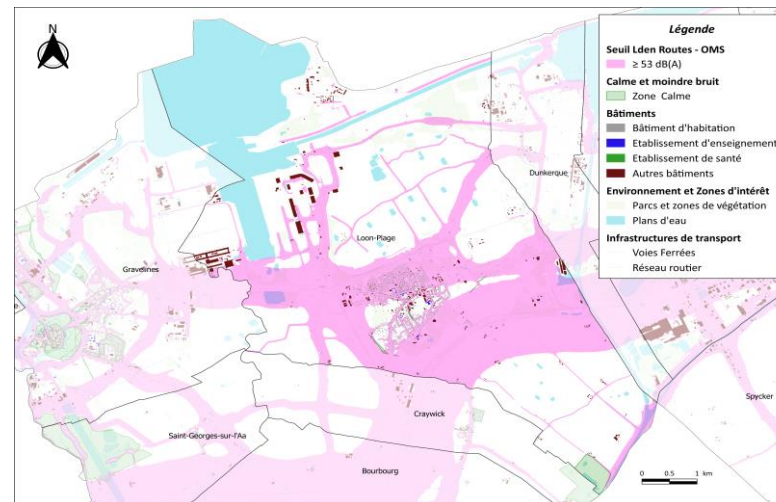 N
Légende
Seuil Lden Routes - OMS
≥ 53 dB(A)
Calme et moindre bruit
Zone Calme
Bâtiments
Bâtiment d'habitation
Etablissement d'enseignement
Etablissement de santé
Autres bâtiments
Environnement et Zones d'intérêt
Parcs et zones de végétation
Plans d'eau
Infrastructures de transport
Voies Ferrées
Réseau routier
Dunkerque
Loon-Plage
Gravelines
Spycker
Craywick
Saint-Georges-sur-l'Aa
Bourbourg
0 0.5 1 km